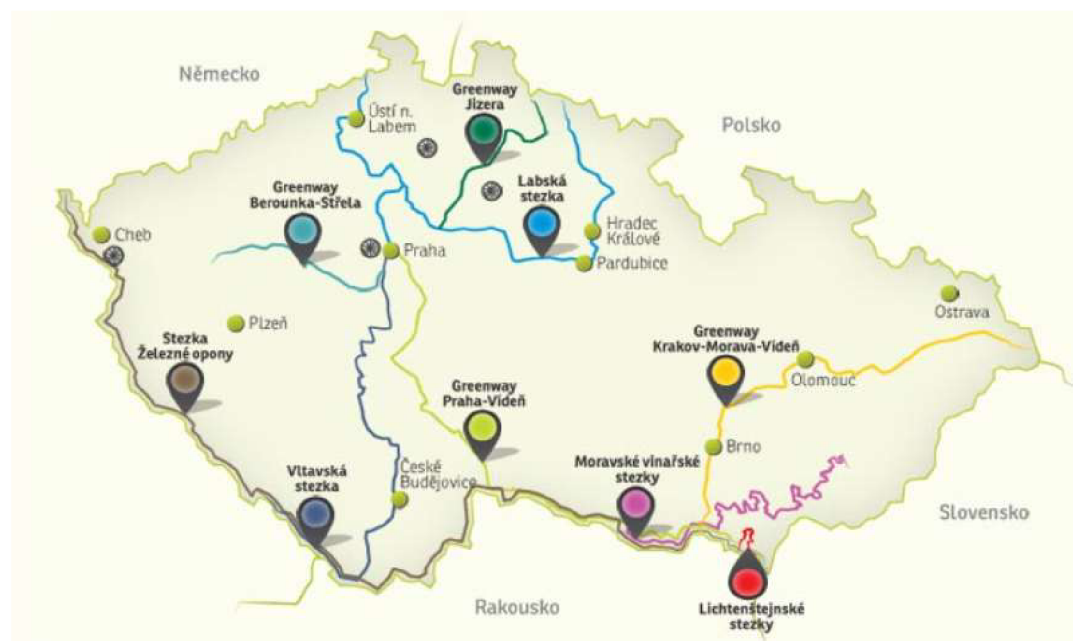 Německo
Greenway
Jizera
Ústí n.
Labem
Polsko
Greenway
Berounka-Střela
Labská
stezka
Cheb
Praha
Hradec
Králové
Pardubice
Plzeň
Ostrava
Stezka
Železné opony
Greenway
Krakov-Morava-Vídeň
Olomouc
Greenway
Praha-Vídeň
Brno
Vltavská
stezka
České
Budějovice
Moravské vinařské
stezky
Slovensko
Rakousko
Lichtenštejnské
stezky